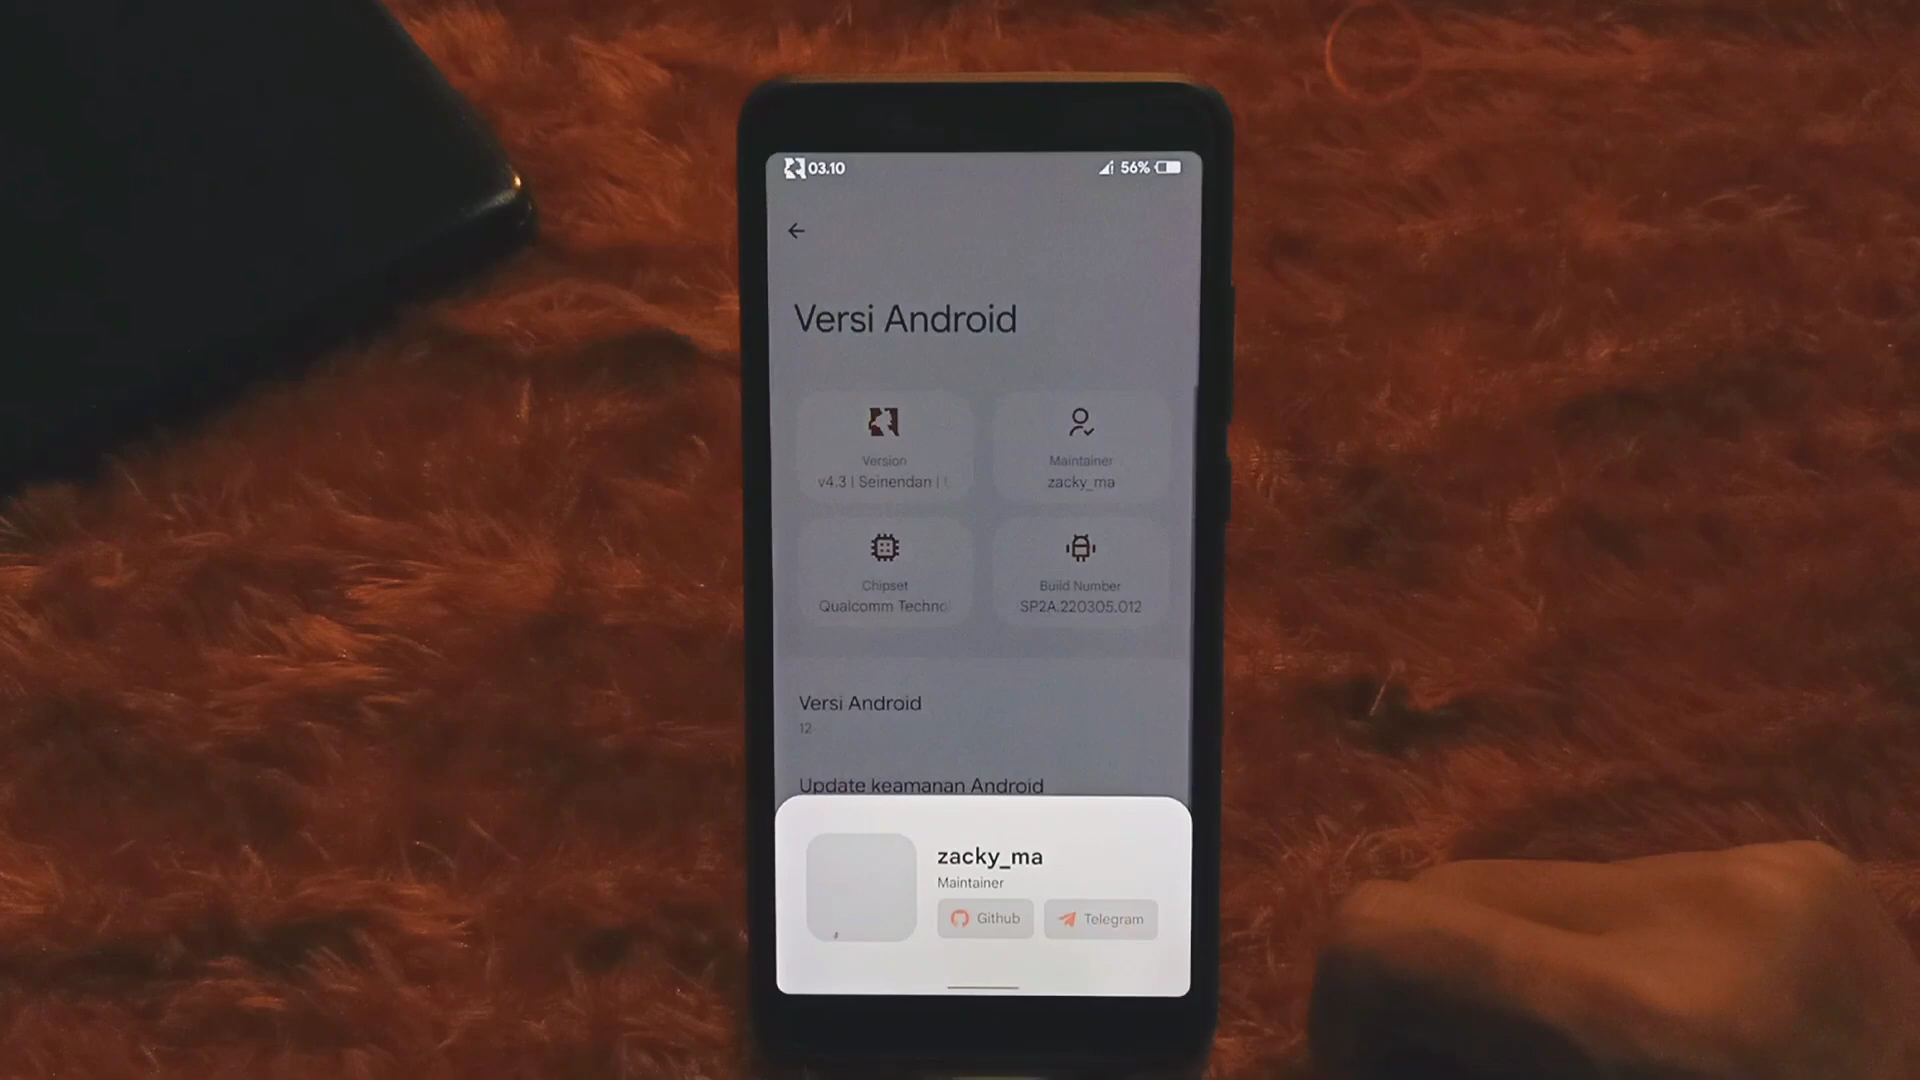 03.10
56%
Versi Android
Version
v4.3 | Seinendan |
Maintainer
zacky_ma
Chipset
Qualcomm Techno
Build Number
SP2A.220305.012
Versi Android
12
Update keamanan Android
zacky_ma
Maintainer
Github
Telegram